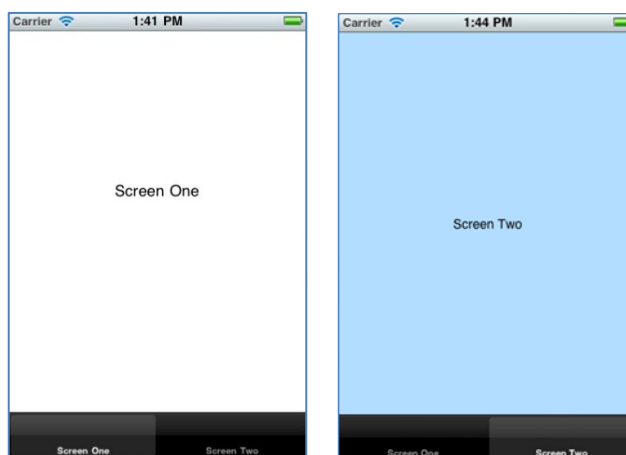 Carrier 1:41 PM
Screen One
Screen One Screen Two
Carrier 1:44 PM
Screen Two
Screen One Screen Two